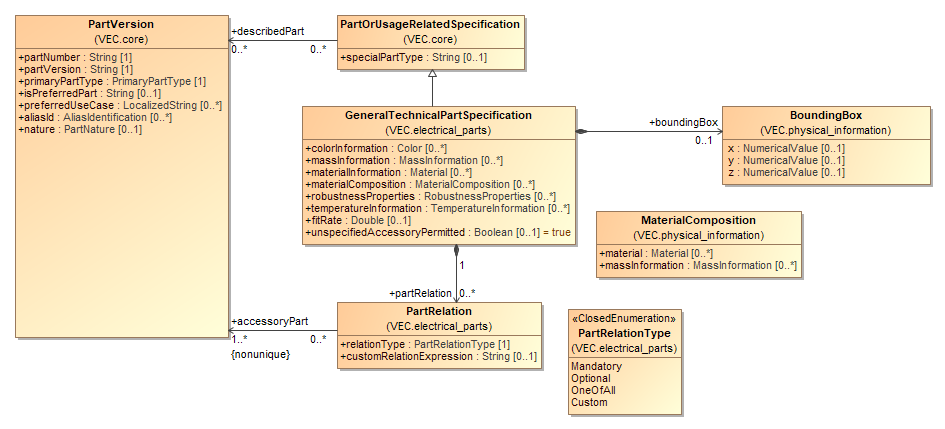 PartVersion
(VEC.core)
+partNumber : String [1]
+partVersion : String [1]
+primaryPartType : PrimaryPartType [1]
+isPreferredPart : String [0..1]
+preferredUseCase : LocalizedString [0..*]
+aliasId : AliasIdentification [0..*]
+nature : PartNature [0..1]
+describedPart
0..*
0..*
PartOrUsageRelatedSpecification
(VEC.core)
+specialPartType : String [0..1]
GeneralTechnicalPartSpecification
(VEC.electrical_parts)
+colorInformation : Color [0..*]
+massInformation : MassInformation [0..*]
+materialInformation : Material [0..*]
+materialComposition : MaterialComposition [0..*]
+robustnessProperties : RobustnessProperties [0..*]
+temperatureInformation : TemperatureInformation [0..*]
+fitRate : Double [0..1]
+unspecifiedAccessoryPermitted : Boolean [0..1] = true
+boundingBox
0..1
BoundingBox
(VEC.physical_information)
x : NumericalValue [0..1]
y : NumericalValue [0..1]
z : NumericalValue [0..1]
MaterialComposition
(VEC.physical_information)
+material : Material [0..*]
+massInformation : MassInformation [0..*]
1
+partRelation
0..*
+accessoryPart
1..*
0..*
{nonunique}
PartRelation
(VEC.electrical_parts)
+relationType : PartRelationType [1]
+customRelationExpression : String [0..1]
«ClosedEnumeration»
PartRelationType
(VEC.electrical_parts)
Mandatory
Optional
OneOfAll
Custom